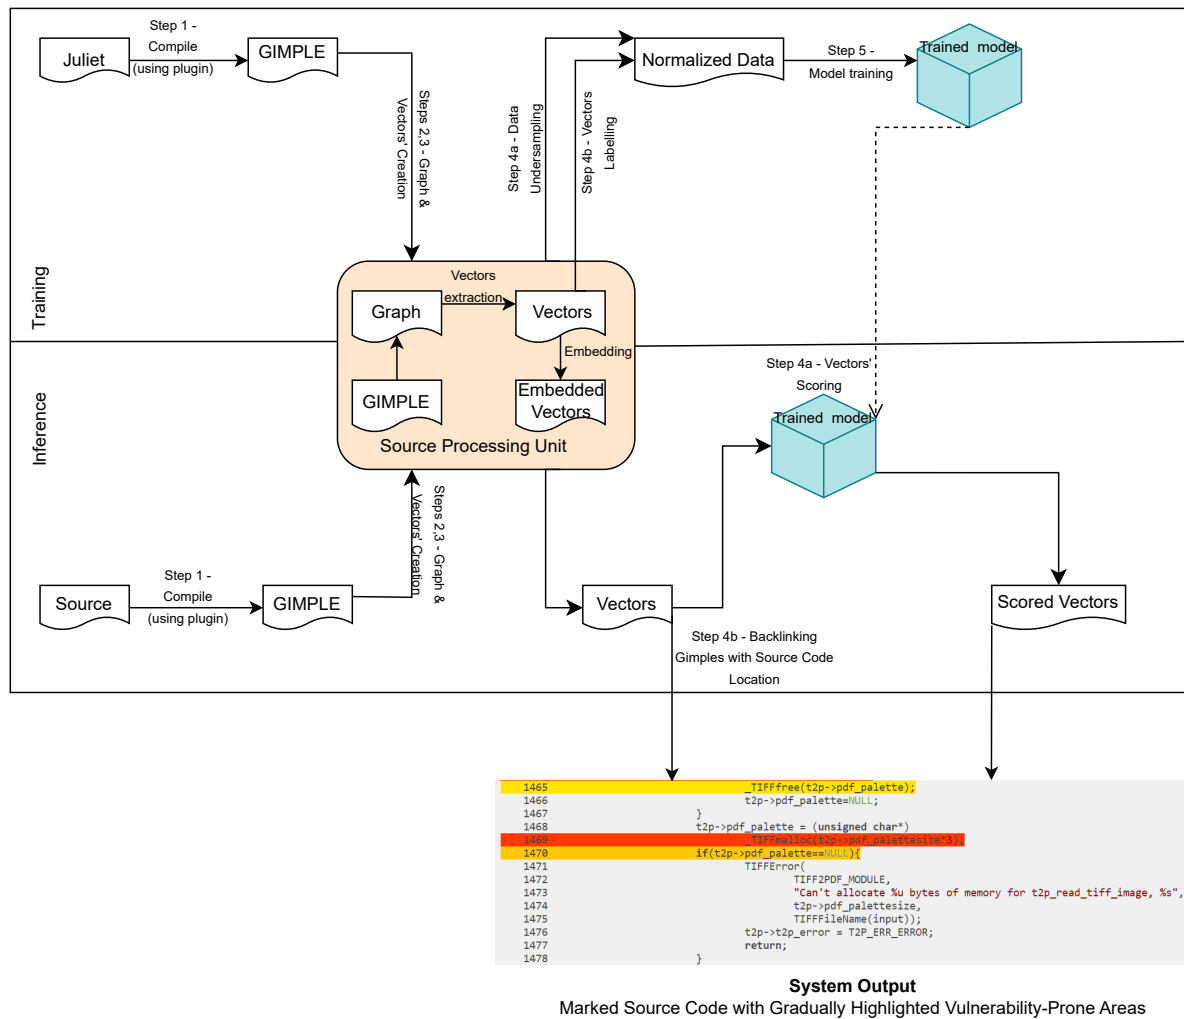 Step 1 -
Compile
(using plugin)
Juliet
GIMPLE
Steps 2,3 - Graph &
Vectors' Creation
Step 4a - Data
Undersampling
Step 4b - Vectors
Labelling
Normalized Data
Step 5 -
Model training
Trained model
Training
Vectors
extraction
Graph
Vectors
Embedding
GIMPLE
Embedded
Vectors
Source Processing Unit
Inference
Step 4a - Vectors'
Scoring
Trained model
Steps 2,3 - Graph &
Vectors' Creation
Step 1 -
Compile
(using plugin)
Source
GIMPLE
Vectors
Scored Vectors
Step 4b - Backlinking
Gimples with Source Code
Location
1465 _TIFFfree(t2p->pdf_palette);
1466 t2p->pdf_palette=NULL;
1467 }
1468 t2p->pdf_palette = (unsigned char*)
1469 _TIFFmalloc(t2p->pdf_palettesize*3);
1470 if(t2p->pdf_palette==NULL){
1471 TIFFError(
1472 TIFF2PDF_MODULE,
1473 "Can't allocate %u bytes of memory for t2p_read_tiff_image, %s",
1474 t2p->pdf_palettesize,
1475 TIFFFileName(input));
1476 t2p->t2p_error = T2P_ERR_ERROR;
1477 return;
1478 }
System Output
Marked Source Code with Gradually Highlighted Vulnerability-Prone Areas